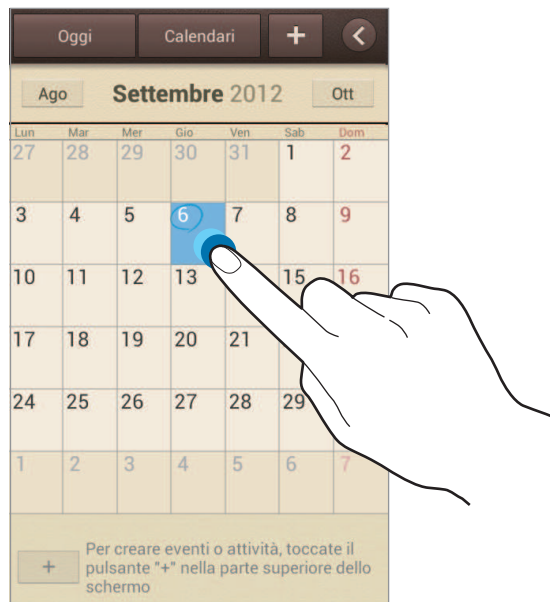 Oggi Calendari +
Ago Settembre 2012 Ott
Lun Mar Mer Gio Ven Sab Dom
27 28 29 30 31 1 2
3 4 5 6 7 8 9
10 11 12 13 15 16
17 18 19 20 21
24 25 26 27 28 29
1 2 3 4 5 6 7
+ Per creare eventi o attività, toccate il
pulsante "+" nella parte superiore dello
schermo